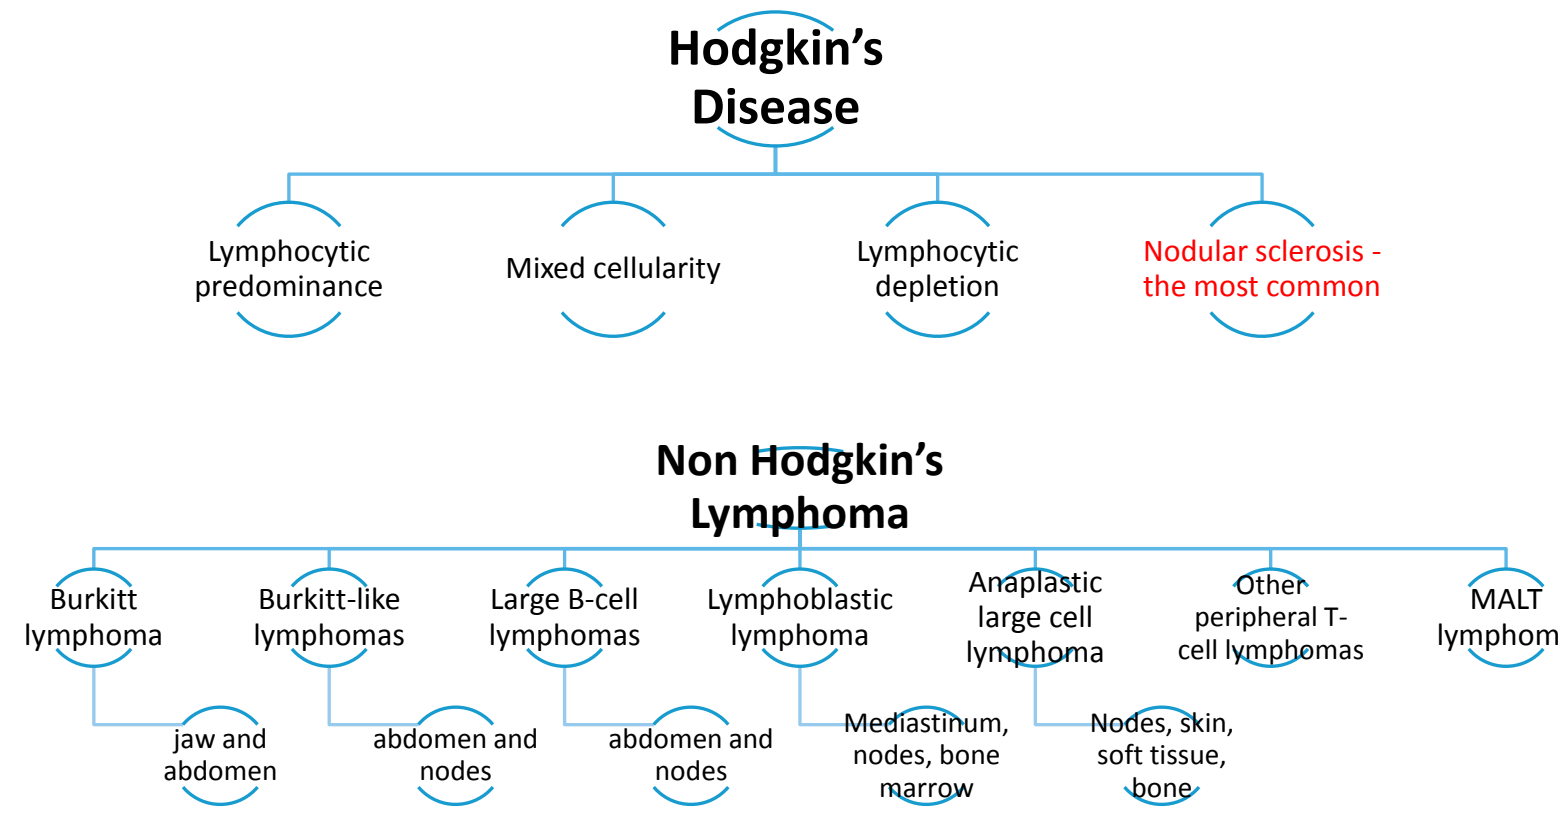 Hodgkin’s
Disease
Lymphocytic
predominance
Mixed cellularity
Lymphocytic
depletion
Nodular sclerosis -
the most common
Non Hodgkin’s
Lymphoma
Burkitt
lymphoma
Burkitt-like
lymphomas
Large B-cell
lymphomas
Lymphoblastic
lymphoma
Anaplastic
large cell
lymphoma
Other
peripheral T-
cell lymphomas
MALT
lymphom
jaw and
abdomen
abdomen and
nodes
abdomen and
nodes
Mediastinum,
nodes, bone
marrow
Nodes, skin,
soft tissue,
bone